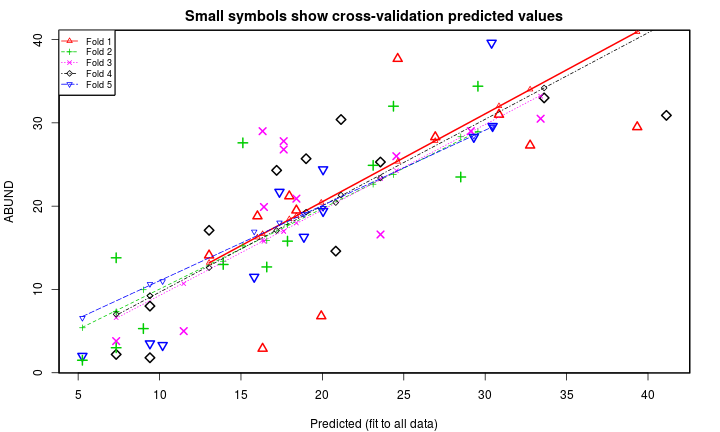 Small symbols show cross-validation predicted values
Fold 1
Fold 2
Fold 3
Fold 4
Fold 5
ABUND
0
10
20
30
40
5 10 15 20 25 30 35 40
Predicted (fit to all data)